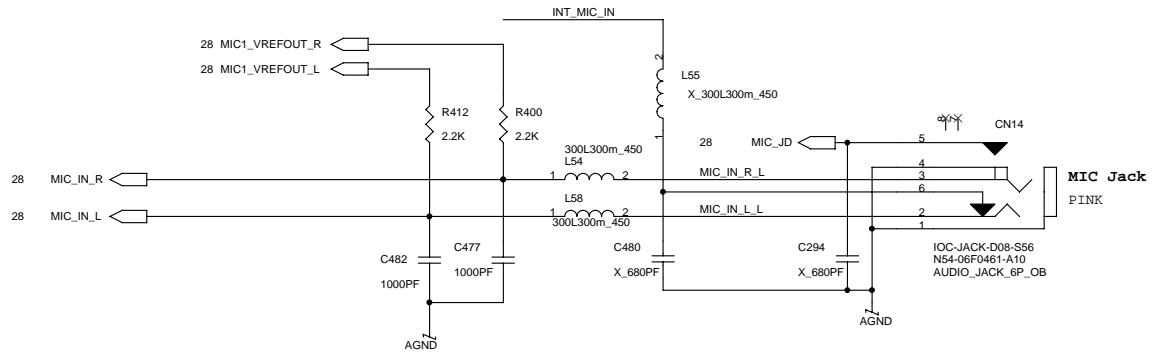 INT_MIC_IN
28 MIC1_VREFOUT_R
28 MIC1_VREFOUT_L
2
L55
X_300L300m_450
1
R412
2.2K
R400
2.2K
28 MIC_JD
8
7
CN14
5
300L300m_450
L54
1
2
28 MIC_IN_R
MIC_IN_R_L
4
3
6
MIC Jack
PINK
L58
300L300m_450
1
2
28 MIC_IN_L
MIC_IN_L_L
2
1
C482
1000PF
C477
1000PF
C480
X_680PF
C294
X_680PF
IOC-JACK-D08-S56
N54-06F0461-A10
AUDIO_JACK_6P_OB
AGND
AGND